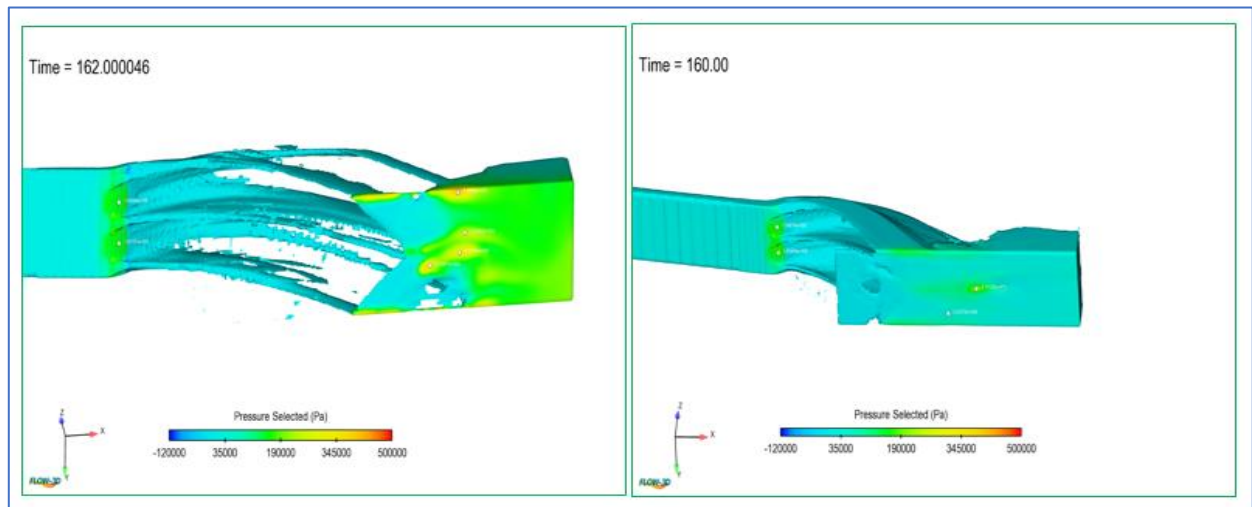 Time = 162.000046
Z
X
Y
Pressure Selected (Pa)
-120000 35000 190000 345000 500000
FLOW-3D
Time = 160.00
Z
X
Y
Pressure Selected (Pa)
-120000 35000 190000 345000 500000
FLOW-3D